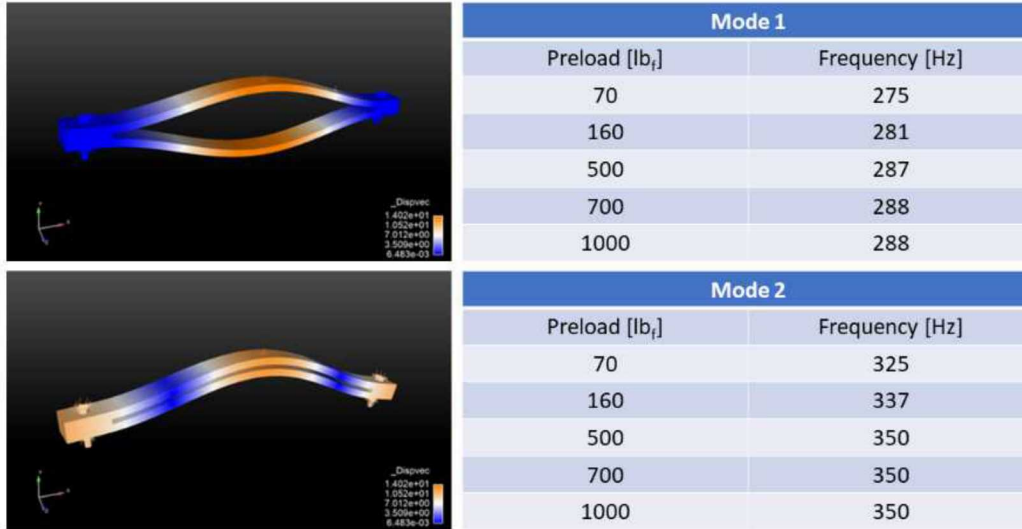 _Dispvec
1.402e+01
1.052e+01
7.012e+00
3.509e+00
6.483e-03
Mode 1
Preload [lbf] Frequency [Hz]
70 275
160 281
500 287
700 288
1000 288
_Dispvec
1.402e+01
1.052e+01
7.012e+00
3.509e+00
6.483e-03
Mode 2
Preload [lbf] Frequency [Hz]
70 325
160 337
500 350
700 350
1000 350